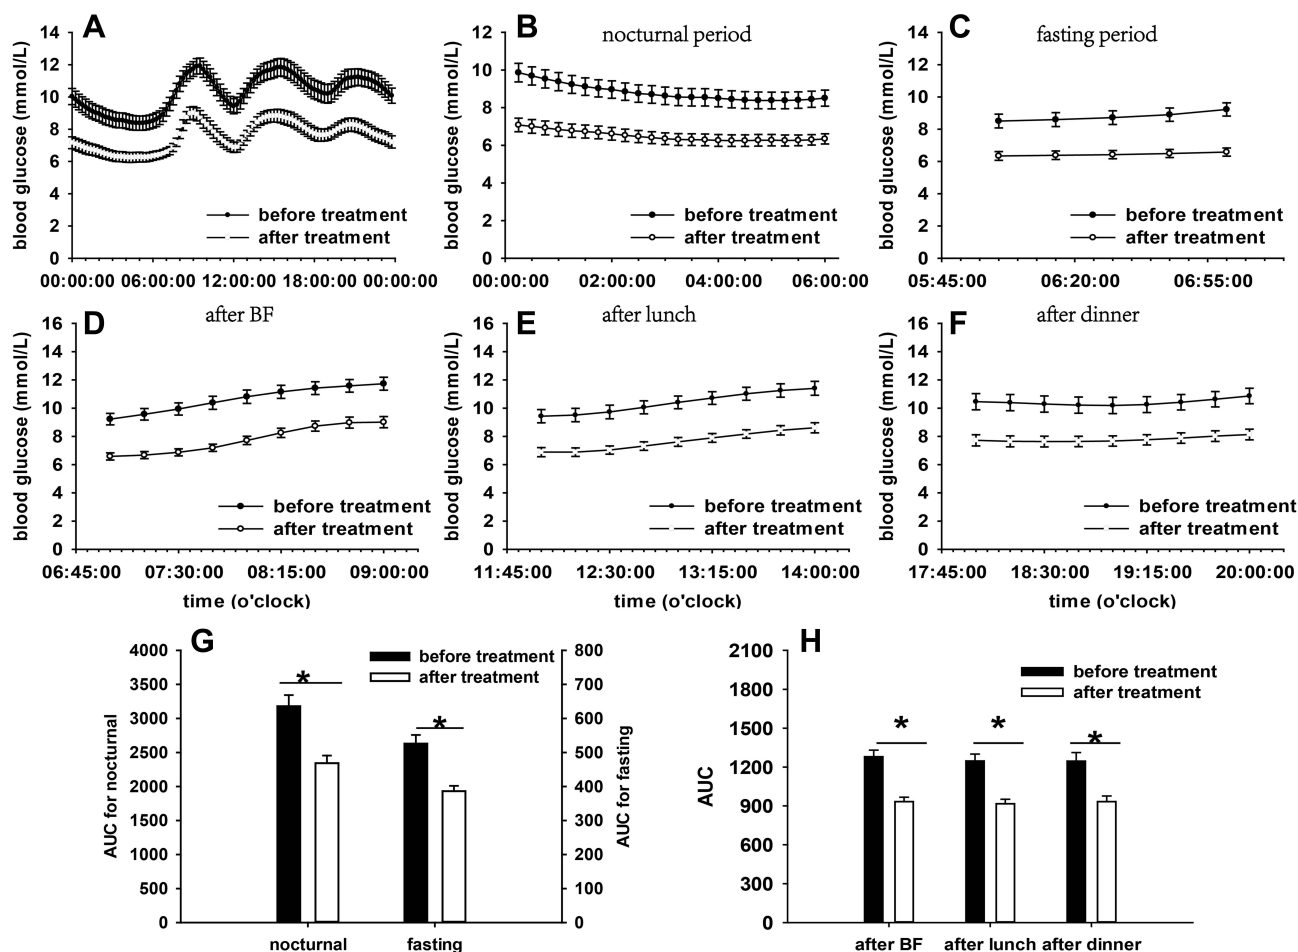 A
blood glucose (mmol/L)
14
12
10
8
6
4
2
0
before treatment
after treatment
00:00:00 06:00:00 12:00:00 18:00:00 00:00:00
B
nocturnal period
blood glucose (mmol/L)
12
10
8
6
4
2
0
before treatment
after treatment
00:00:00 02:00:00 04:00:00 06:00:00
C
fasting period
blood glucose (mmol/L)
14
12
10
8
6
4
2
0
before treatment
after treatment
05:45:00 06:20:00 06:55:00
D
after BF
blood glucose (mmol/L)
16
14
12
10
8
6
4
2
0
before treatment
after treatment
06:45:00 07:30:00 08:15:00 09:00:00
time (o'clock)
E
after lunch
blood glucose (mmol/L)
16
14
12
10
8
6
4
2
0
before treatment
after treatment
11:45:00 12:30:00 13:15:00 14:00:00
time (o'clock)
F
after dinner
blood glucose (mmol/L)
16
14
12
10
8
6
4
2
0
before treatment
after treatment
17:45:00 18:30:00 19:15:00 20:00:00
time (o'clock)
G
AUC for nocturnal
4000
3500
3000
2500
2000
1500
1000
500
0
before treatment
after treatment
*
*
800
700
600
500
400
300
200
100
0
AUC for fasting
nocturnal fasting
H
AUC
2100
1800
1500
1200
900
600
300
0
before treatment
after treatment
* * *
after BF after lunch after dinner